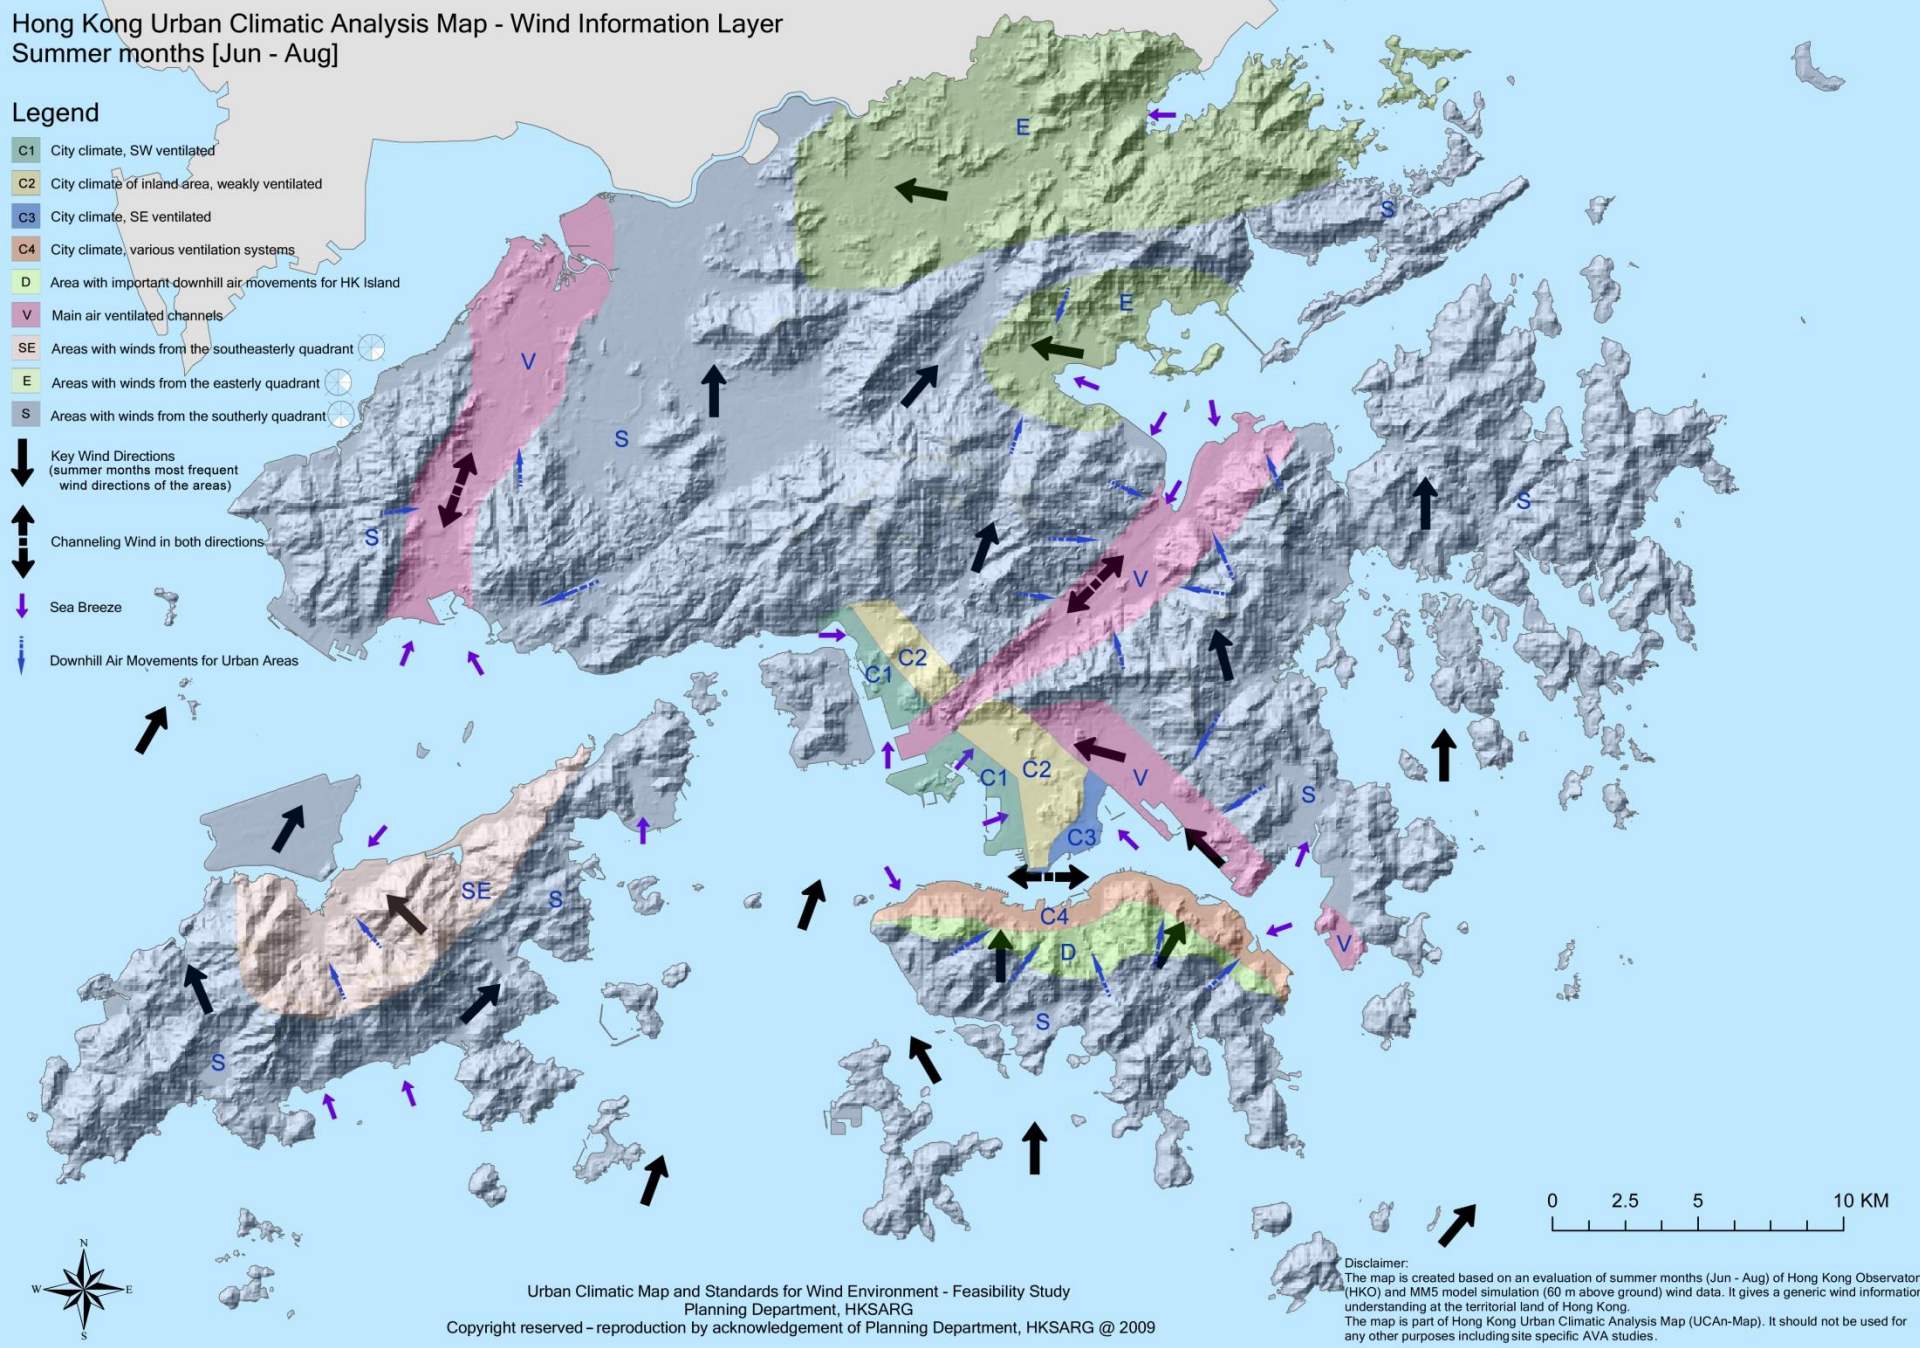 Hong Kong Urban Climatic Analysis Map - Wind Information Layer
Summer months [Jun - Aug]
Legend
C1 City climate, SW ventilated
C2 City climate of inland area, weakly ventilated
C3 City climate, SE ventilated
C4 City climate, various ventilation systems
D Area with important downhill air movements for HK Island
V Main air ventilated channels
SE Areas with winds from the southeasterly quadrant
E Areas with winds from the easterly quadrant
S Areas with winds from the southerly quadrant
Key Wind Directions
(summer months most frequent
wind directions of the areas)
Channeling Wind in both directions
Sea Breeze
Downhill Air Movements for Urban Areas
E
S
E
V
S
S
S
V
C2
C1
V
C1
C2
S
C3
SE
S
C4
V
D
S
S
0 2.5 5 10 KM
N
W E
S
Urban Climatic Map and Standards for Wind Environment - Feasibility Study
Planning Department, HKSARG
Copyright reserved – reproduction by acknowledgement of Planning Department, HKSARG @ 2009
Disclaimer:
The map is created based on an evaluation of summer months (Jun - Aug) of Hong Kong Observator
(HKO) and MM5 model simulation (60 m above ground) wind data. It gives a generic wind information
understanding at the territorial land of Hong Kong.
The map is part of Hong Kong Urban Climatic Analysis Map (UCAn-Map). It should not be used for
any other purposes including site specific AVA studies.